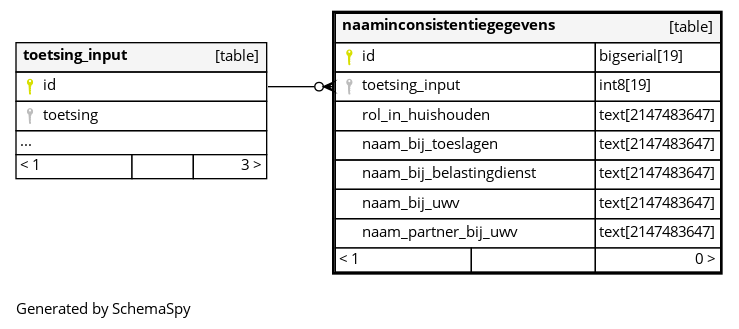 toetsing_input [table]
id
toetsing
...
< 1 3 >
naaminconsistentiegegevens [table]
id bigserial[19]
toetsing_input int8[19]
rol_in_huishouden text[2147483647]
naam_bij_toeslagen text[2147483647]
naam_bij_belastingdienst text[2147483647]
naam_bij_uwv text[2147483647]
naam_partner_bij_uwv text[2147483647]
< 1 0 >
Generated by SchemaSpy